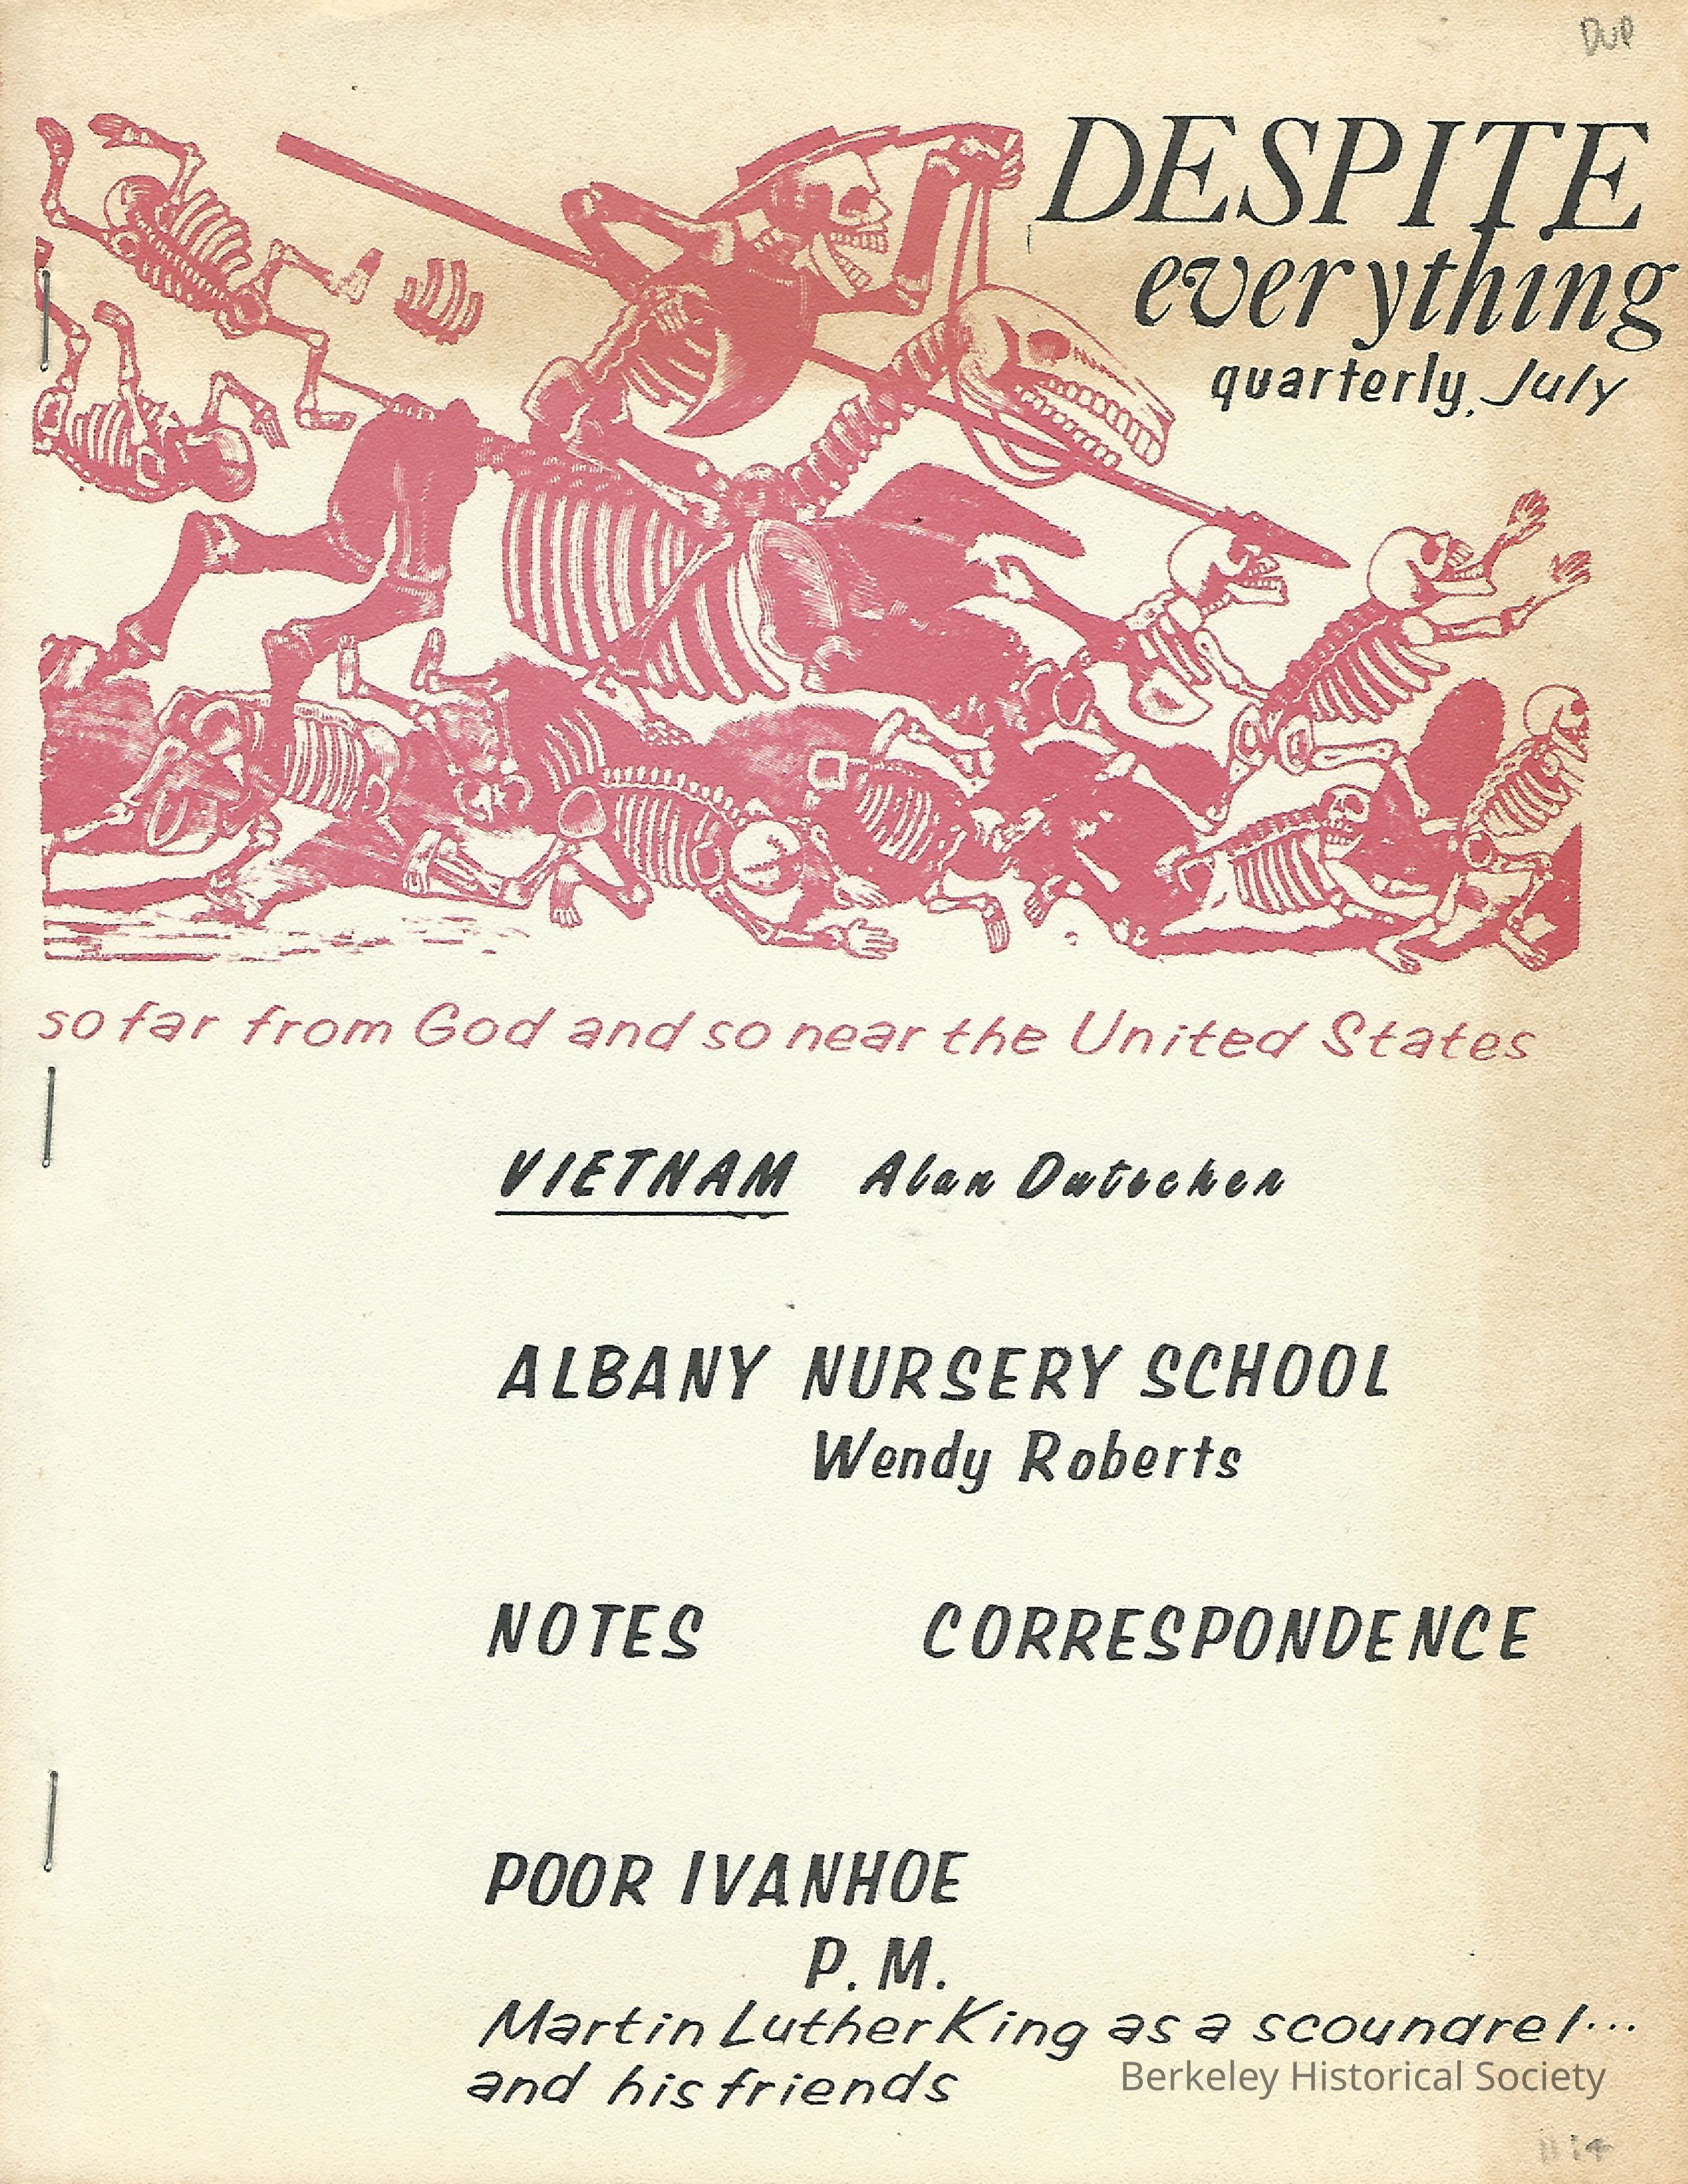 DUP
DESPITE
everything
quarterly, July
so far from God and so near the United States
VIETNAM Alan Dutscher
ALBANY NURSERY SCHOOL
Wendy Roberts
NOTES CORRESPONDENCE
POOR IVANHOE
P. M.
Martin Luther King as a scoundrel...
and his friends
Berkeley Historical Society